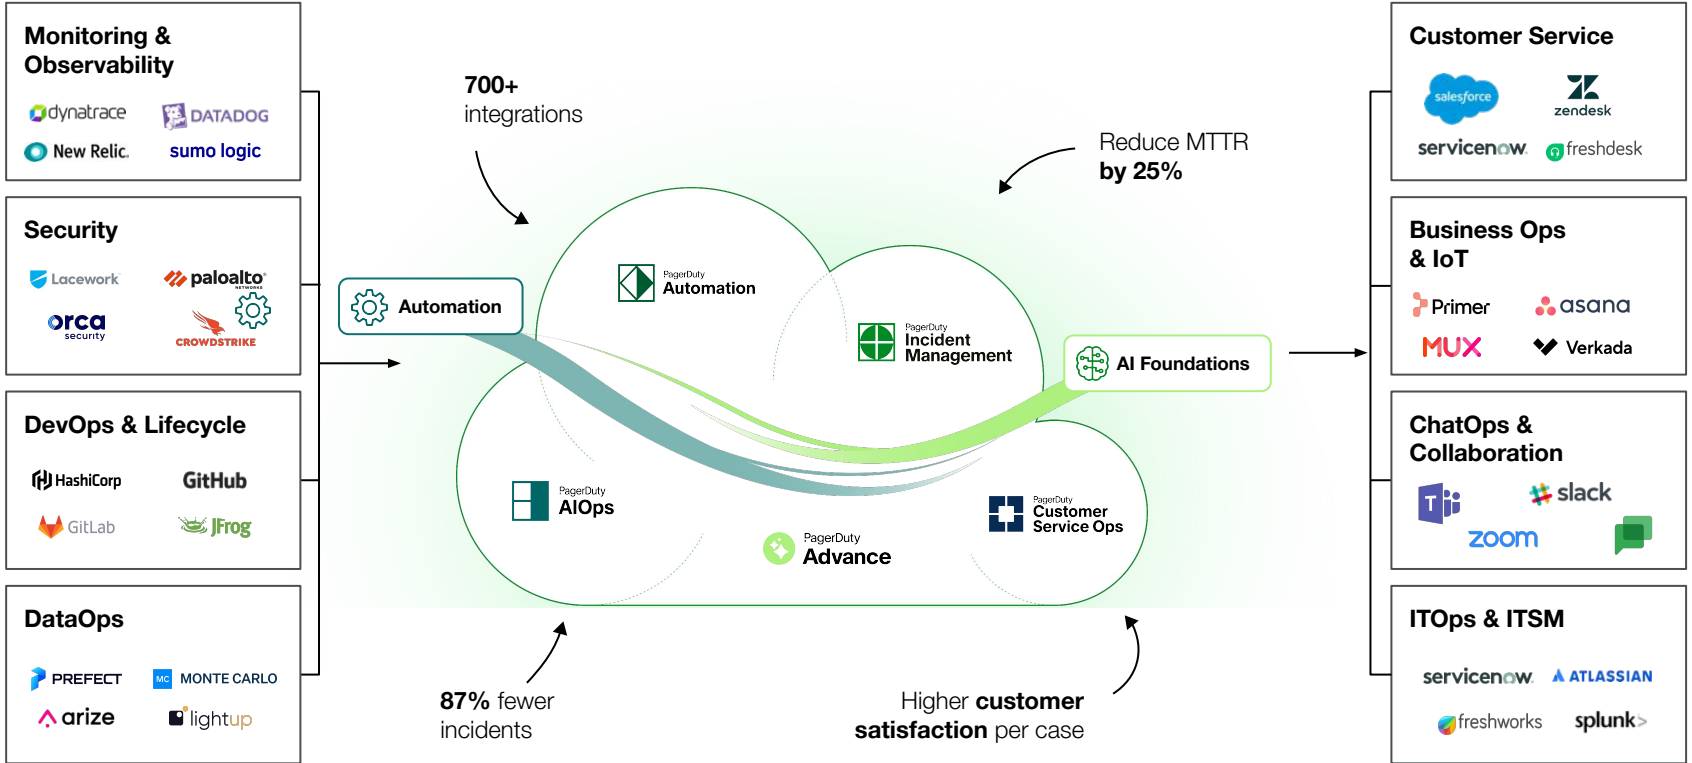 Monitoring &
Observability
dynatrace
DATADOG
New Relic.
sumo logic
Security
Lacework
paloalto
NETWORKS
orca
security
CROWDSTRIKE
DevOps & Lifecycle
HashiCorp
GitHub
GitLab
JFrog
DataOps
PREFECT
MC MONTE CARLO
arize
lightup
700+
integrations
Reduce MTTR
by 25%
Automation
PagerDuty
Automation
PagerDuty
Incident
Management
AI Foundations
PagerDuty
AIOps
PagerDuty
Advance
PagerDuty
Customer
Service Ops
87% fewer
incidents
Higher customer
satisfaction per case
Customer Service
salesforce
zendesk
servicenow
freshdesk
Business Ops
& IoT
Primer
asana
MUX
Verkada
ChatOps &
Collaboration
T
slack
zoom
ITOps & ITSM
servicenow
ATLASSIAN
freshworks
splunk>